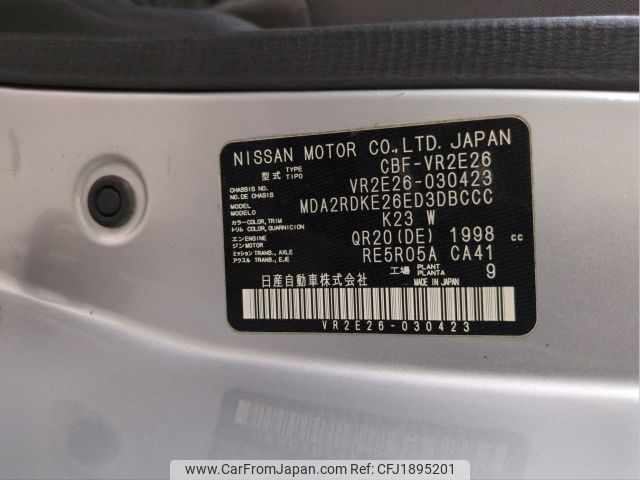 NISSAN MOTOR CO.,LTD. JAPAN
型式 TYPE TIPO CBF-VR2E26
CHASSIS NO. NO. DE CHASIS VR2E26-030423
MODEL MODELO MDA2RDKE26ED3DBCCC
カラー COLOR, TRIM トリム COLOR, GUARNICION K23 W
エンジン ENGINE MOTOR QR20(DE) 1998 cc
ミッション TRANS., AXLE アクスル TRANS., EJE RE5R05A CA41
工場 PLANT PLANTA 9
日産自動車株式会社 MADE IN JAPAN
VR2E26-030423
www.CarFromJapan.com - CFJ1895201